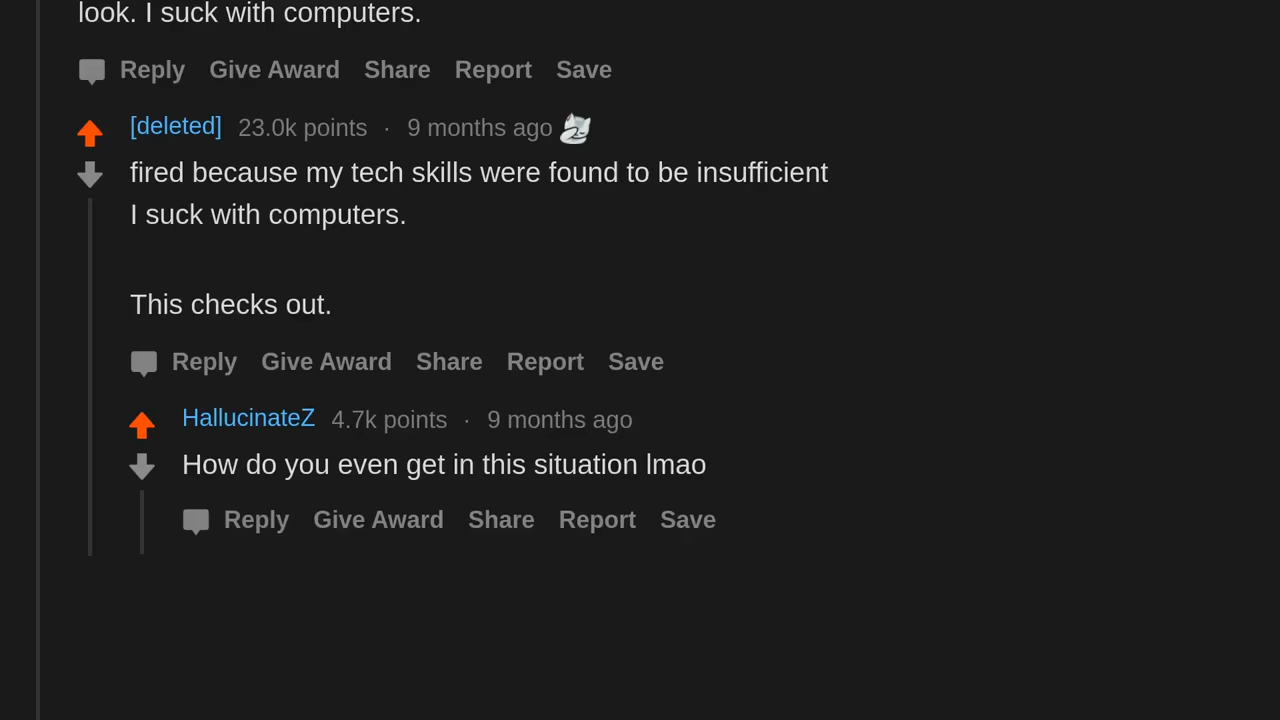 look. I suck with computers.
Reply Give Award Share Report Save
[deleted] 23.0k points · 9 months ago
fired because my tech skills were found to be insufficient
I suck with computers.
This checks out.
Reply Give Award Share Report Save
HallucinateZ 4.7k points · 9 months ago
How do you even get in this situation lmao
Reply Give Award Share Report Save